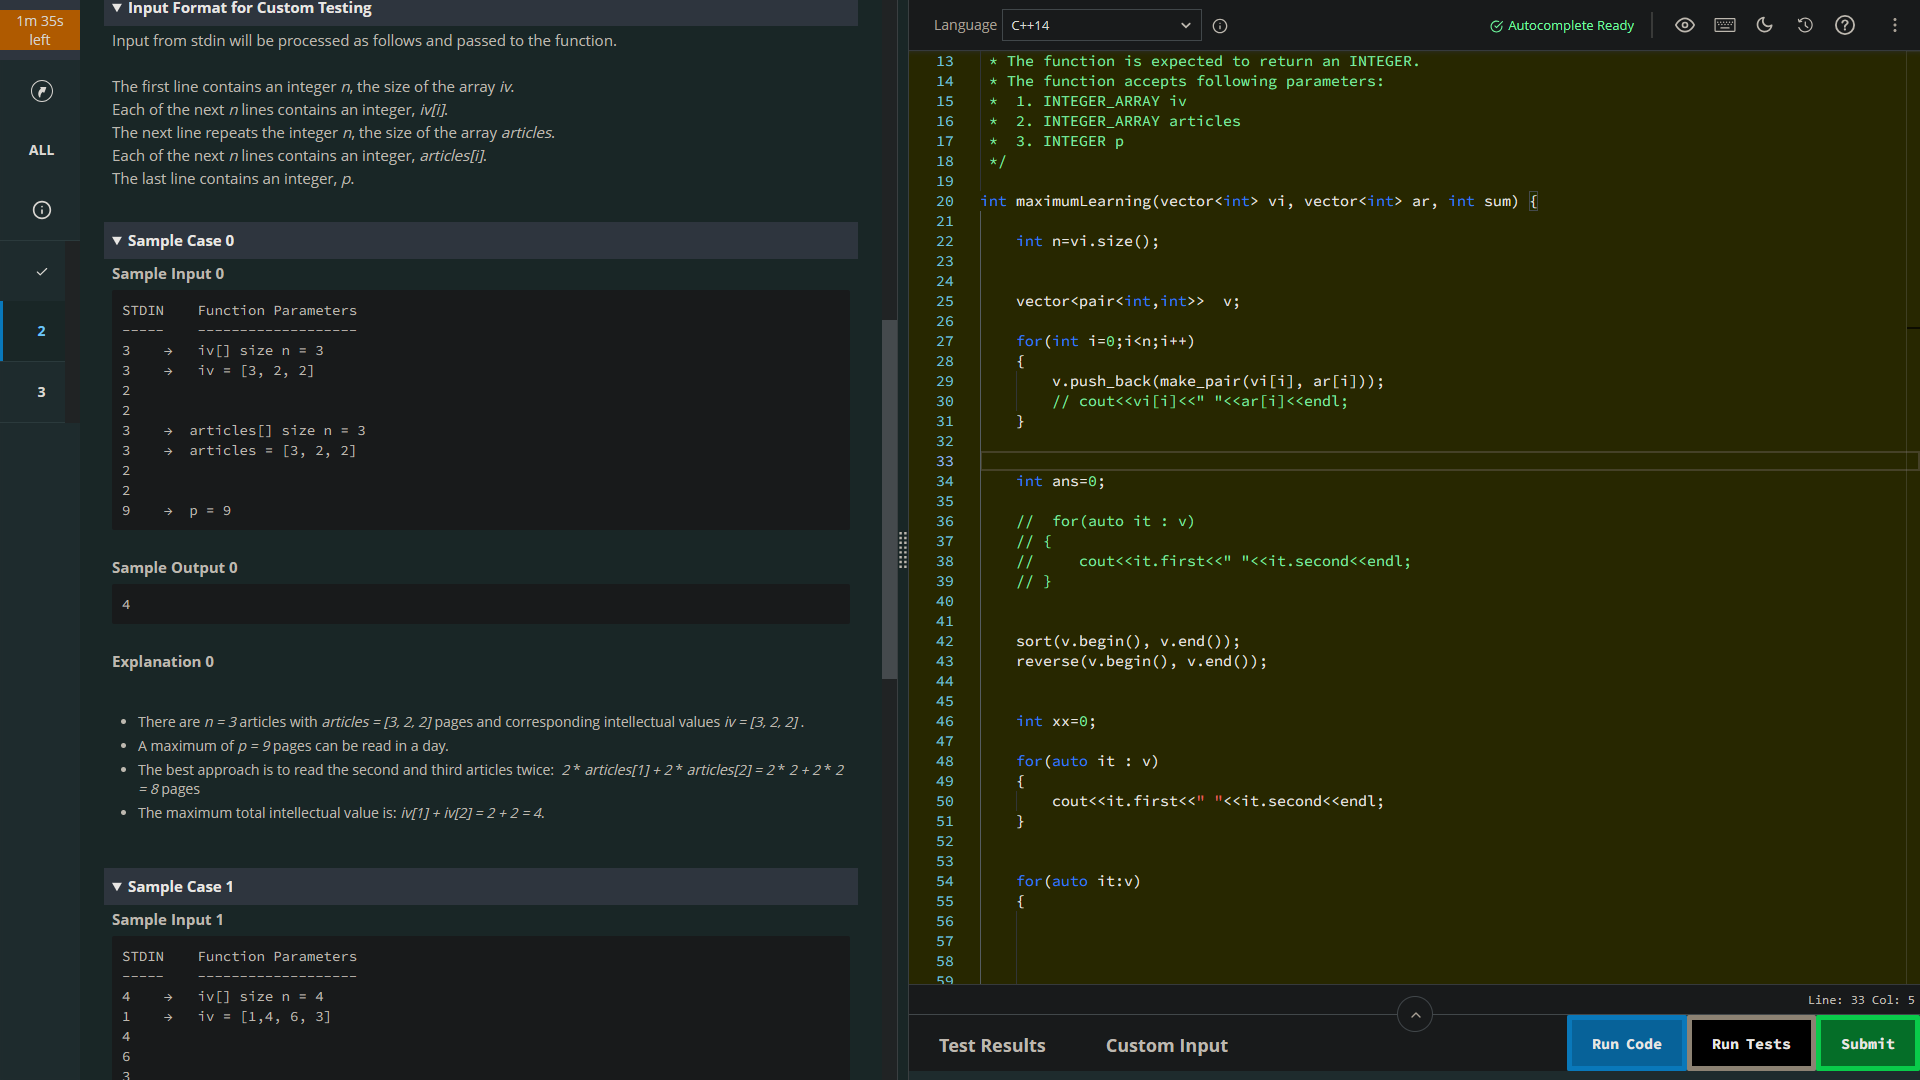 1m 35s
left
ALL
2
3
▼ Input Format for Custom Testing
Input from stdin will be processed as follows and passed to the function.
The first line contains an integer n, the size of the array iv.
Each of the next n lines contains an integer, iv[i].
The next line repeats the integer n, the size of the array articles.
Each of the next n lines contains an integer, articles[i].
The last line contains an integer, p.
▼ Sample Case 0
Sample Input 0
STDIN Function Parameters
----- -------------------
3 → iv[] size n = 3
3 → iv = [3, 2, 2]
2
2
3 → articles[] size n = 3
3 → articles = [3, 2, 2]
2
2
9 → p = 9
Sample Output 0
4
Explanation 0
• There are n = 3 articles with articles = [3, 2, 2] pages and corresponding intellectual values iv = [3, 2, 2] .
• A maximum of p = 9 pages can be read in a day.
• The best approach is to read the second and third articles twice: 2 * articles[1] + 2 * articles[2] = 2 * 2 + 2 * 2
= 8 pages
• The maximum total intellectual value is: iv[1] + iv[2] = 2 + 2 = 4.
▼ Sample Case 1
Sample Input 1
STDIN Function Parameters
----- -------------------
4 → iv[] size n = 4
1 → iv = [1,4, 6, 3]
4
6
3
Language C++14
Autocomplete Ready
13 * The function is expected to return an INTEGER.
14 * The function accepts following parameters:
15 * 1. INTEGER_ARRAY iv
16 * 2. INTEGER_ARRAY articles
17 * 3. INTEGER p
18 */
19
20 int maximumLearning(vector<int> vi, vector<int> ar, int sum) {
21
22 int n=vi.size();
23
24
25 vector<pair<int,int>> v;
26
27 for(int i=0;i<n;i++)
28 {
29 v.push_back(make_pair(vi[i], ar[i]));
30 // cout<<vi[i]<<" "<<ar[i]<<endl;
31 }
32
33
34 int ans=0;
35
36 // for(auto it : v)
37 // {
38 // cout<<it.first<<" "<<it.second<<endl;
39 // }
40
41
42 sort(v.begin(), v.end());
43 reverse(v.begin(), v.end());
44
45
46 int xx=0;
47
48 for(auto it : v)
49 {
50 cout<<it.first<<" "<<it.second<<endl;
51 }
52
53
54 for(auto it:v)
55 {
56
57
58
59
Line: 33 Col: 5
Test Results
Custom Input
Run Code
Run Tests
Submit